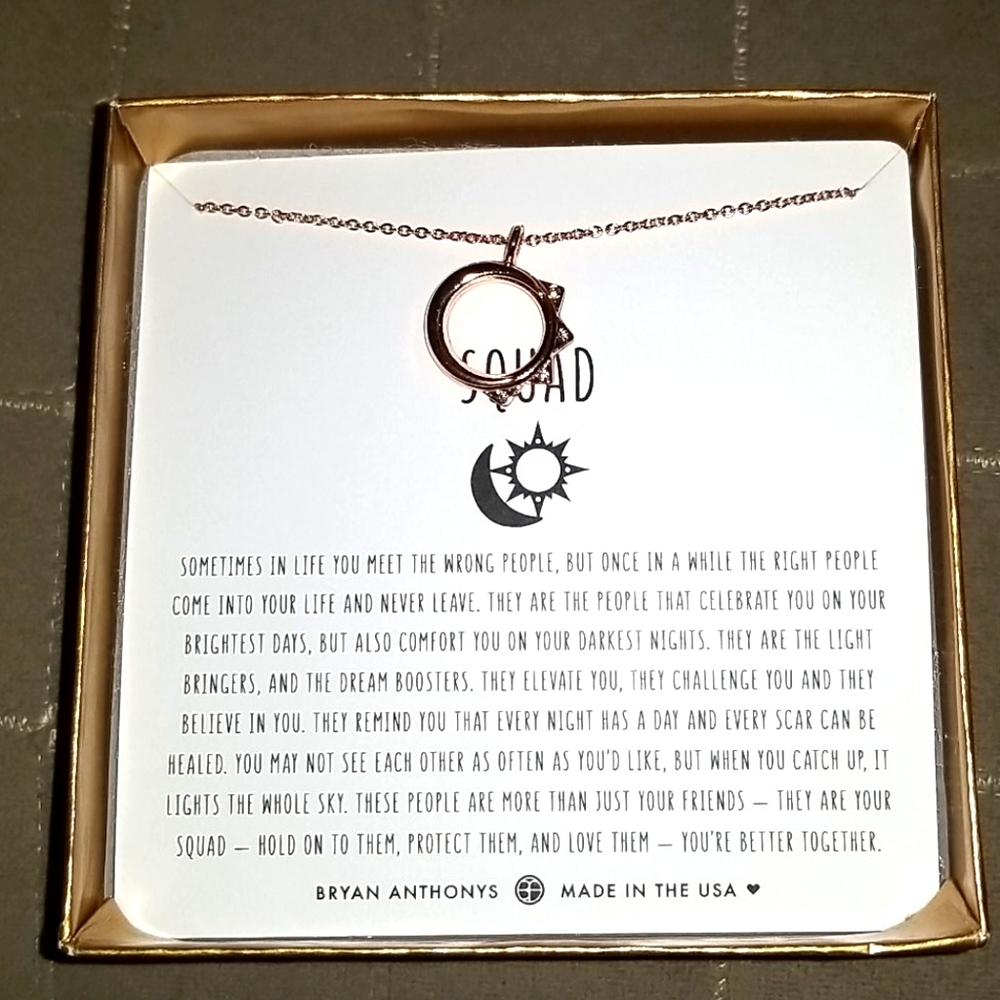 SQUAD
SOMETIMES IN LIFE YOU MEET THE WRONG PEOPLE, BUT ONCE IN A WHILE THE RIGHT PEOPLE
COME INTO YOUR LIFE AND NEVER LEAVE. THEY ARE THE PEOPLE THAT CELEBRATE YOU ON YOUR
BRIGHTEST DAYS, BUT ALSO COMFORT YOU ON YOUR DARKEST NIGHTS. THEY ARE THE LIGHT
BRINGERS, AND THE DREAM BOOSTERS. THEY ELEVATE YOU, THEY CHALLENGE YOU AND THEY
BELIEVE IN YOU. THEY REMIND YOU THAT EVERY NIGHT HAS A DAY AND EVERY SCAR CAN BE
HEALED. YOU MAY NOT SEE EACH OTHER AS OFTEN AS YOU'D LIKE, BUT WHEN YOU CATCH UP, IT
LIGHTS THE WHOLE SKY. THESE PEOPLE ARE MORE THAN JUST YOUR FRIENDS — THEY ARE YOUR
SQUAD — HOLD ON TO THEM, PROTECT THEM, AND LOVE THEM — YOU'RE BETTER TOGETHER.
BRYAN ANTHONYS MADE IN THE USA ♥